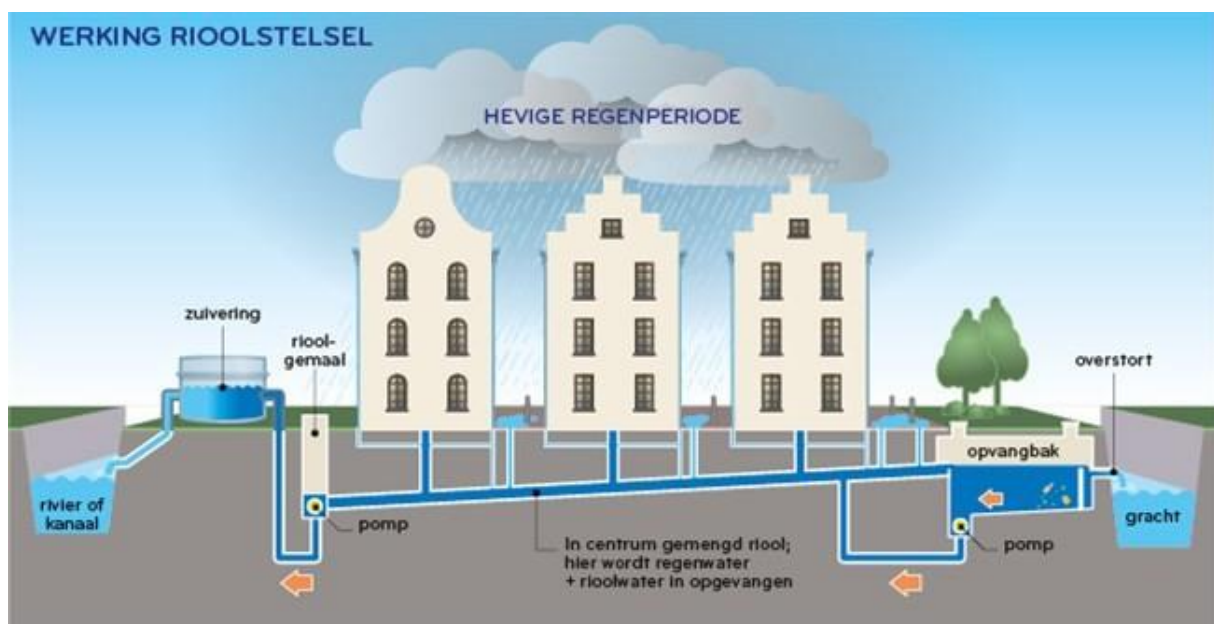 WERKING RIOOLSTELSEL
HEVIGE REGENPERIODE
zuivering
riool-
gemaal
overstort
opvangbak
rivier of
kanaal
pomp
In centrum gemengd riool;
hier wordt regenwater
+ rioolwater in opgevangen
pomp
gracht